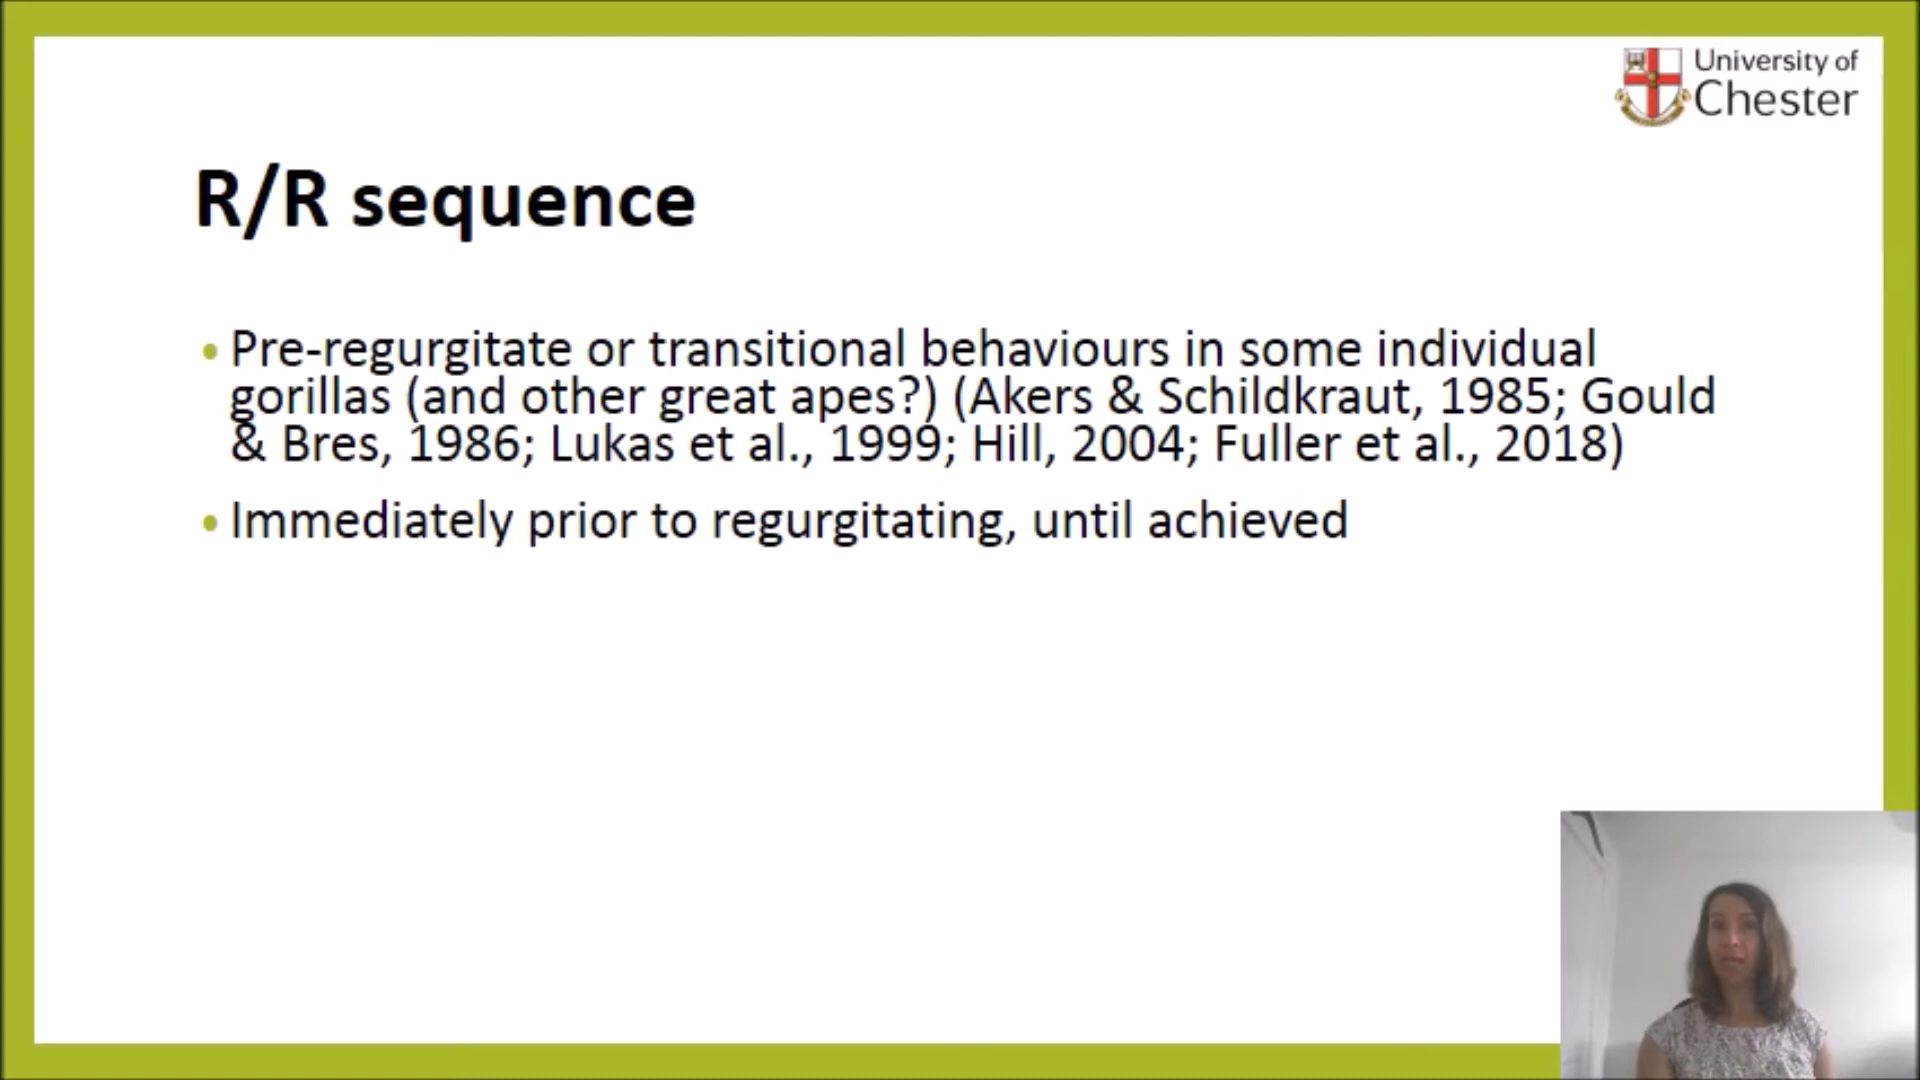 University of
Chester
R/R sequence
• Pre-regurgitate or transitional behaviours in some individual
gorillas (and other great apes?) (Akers & Schildkraut, 1985; Gould
& Bres, 1986; Lukas et al., 1999; Hill, 2004; Fuller et al., 2018)
• Immediately prior to regurgitating, until achieved